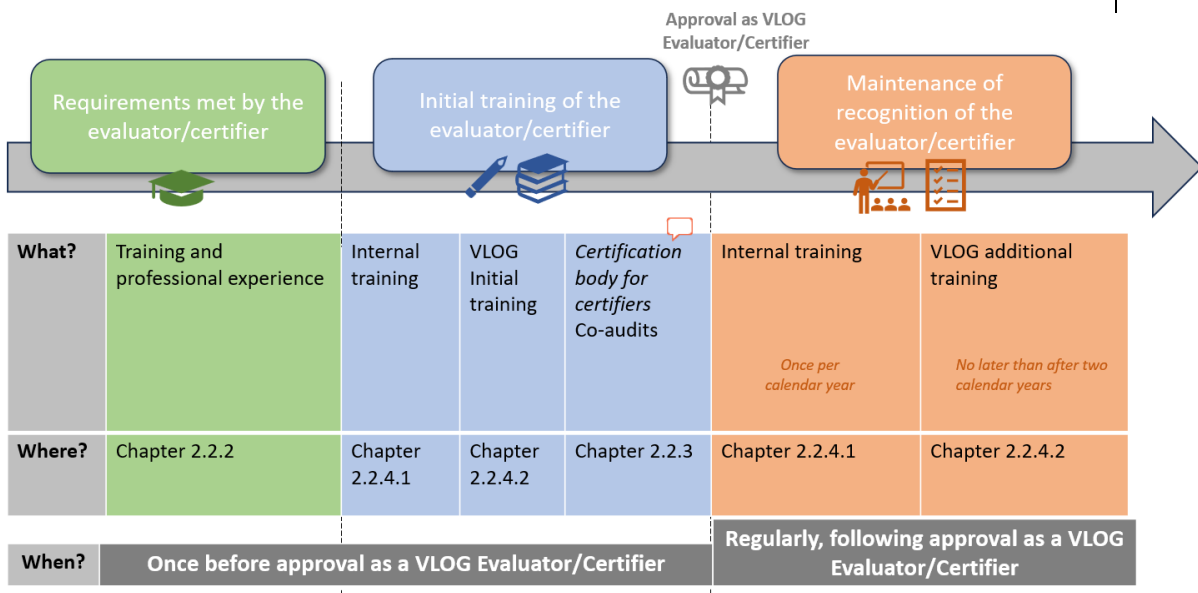 Approval as VLOG
Evaluator/Certifier
Requirements met by the
evaluator/certifier
Initial training of the
evaluator/certifier
Maintenance of
recognition of the
evaluator/certifier
What?
Training and
professional experience
Internal
training
VLOG
Initial
training
Certification
body for
certifiers
Co-audits
Internal training
Once per
calendar year
VLOG additional
training
No later than after two
calendar years
Where?
Chapter 2.2.2
Chapter
2.2.4.1
Chapter
2.2.4.2
Chapter 2.2.3
Chapter 2.2.4.1
Chapter 2.2.4.2
When?
Once before approval as a VLOG Evaluator/Certifier
Regularly, following approval as a VLOG
Evaluator/Certifier